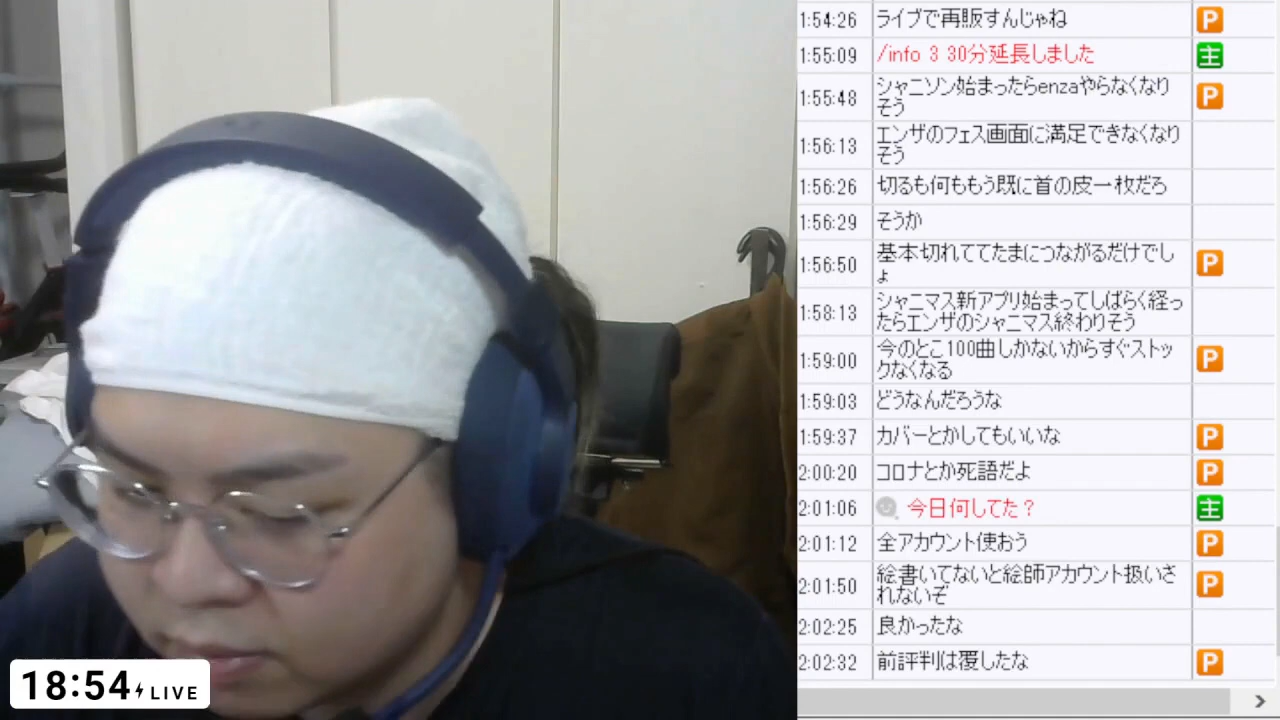 1:54:26 ライブで再販すんじゃね P
1:55:09 /info 3 30分延長しました 主
1:55:48 シャニソン始まったらenzaやらなくなり
そう P
1:56:13 エンザのフェス画面に満足できなくなり
そう
1:56:26 切るも何ももう既に首の皮一枚だろ
1:56:29 そうか
1:56:50 基本切れててたまにつながるだけでし
ょ P
1:58:13 シャニマス新アプリ始まってしばらく経っ
たらエンザのシャニマス終わりそう
1:59:00 今のとこ100曲しかないからすぐストッ
クなくなる P
1:59:03 どうなんだろうな
1:59:37 カバーとかしてもいいな P
2:00:20 コロナとか死語だよ P
2:01:06 今日何してた？ 主
2:01:12 全アカウント使おう P
2:01:50 絵書いてないと絵師アカウント扱いさ
れないぞ P
2:02:25 良かったな
2:02:32 前評判は覆したな P
18:54 LIVE